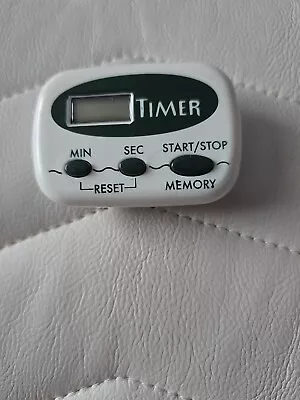 TIMER
MIN SEC START/STOP
RESET MEMORY